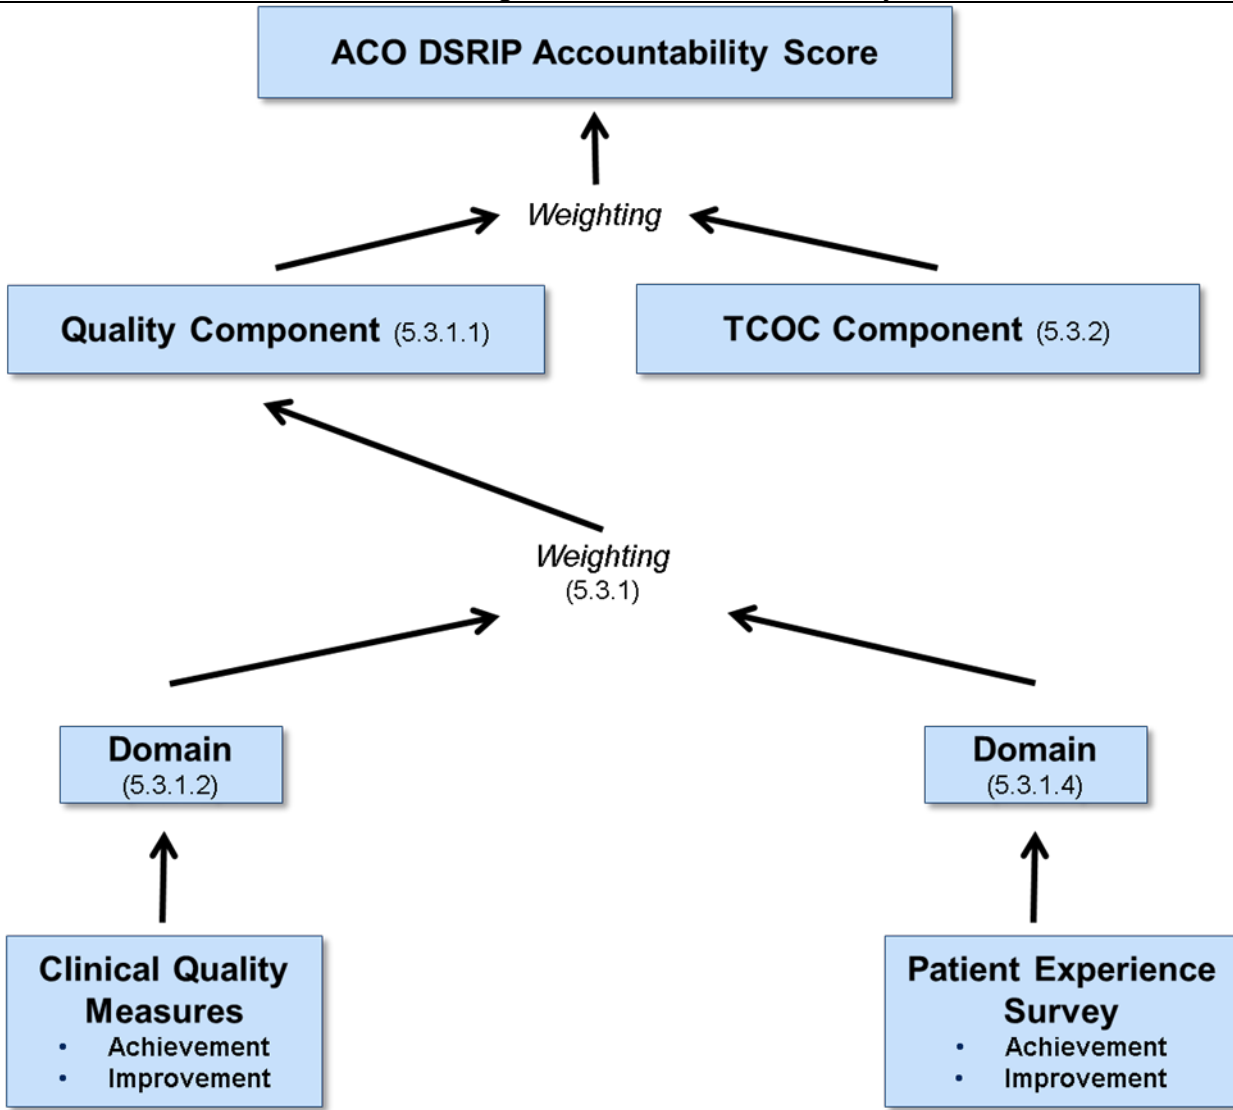 ACO DSRIP Accountability Score
Weighting
Quality Component (5.3.1.1)
TCOC Component (5.3.2)
Weighting
(5.3.1)
Domain
(5.3.1.2)
Domain
(5.3.1.4)
Clinical Quality
Measures
• Achievement
• Improvement
Patient Experience
Survey
• Achievement
• Improvement